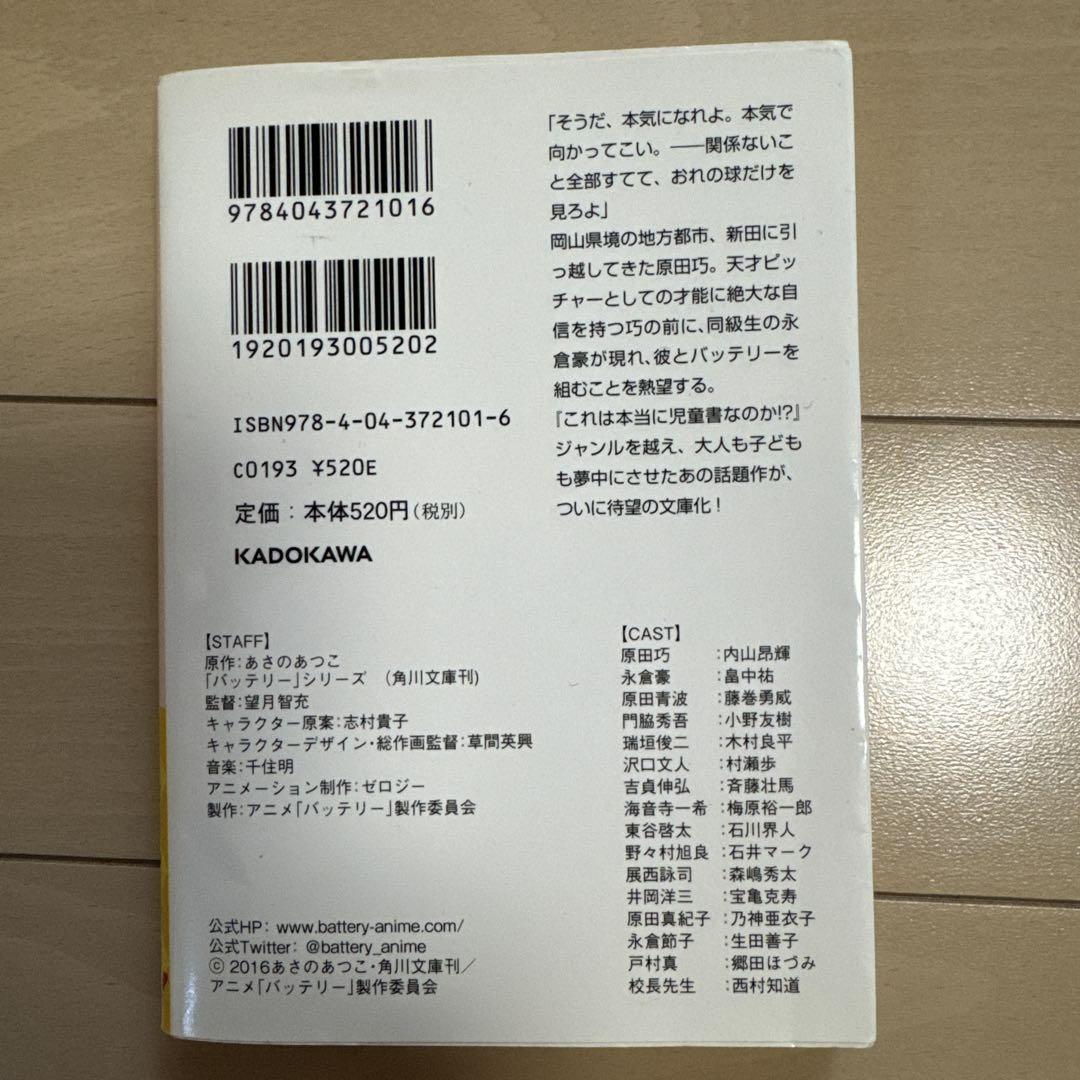 9784043721016
1920193005202
ISBN978-4-04-372101-6
C0193 ¥520E
定価：本体520円（税別）
KADOKAWA
「そうだ、本気になれよ。本気で
向かってこい。――関係ないこ
と全部すてて、おれの球だけを
見ろよ」
岡山県境の地方都市、新田に引
っ越してきた原田巧。天才ピッ
チャーとしての才能に絶大な自
信を持つ巧の前に、同級生の永
倉豪が現れ、彼とバッテリーを
組むことを熱望する。
『これは本当に児童書なのか!?』
ジャンルを越え、大人も子ども
も夢中にさせたあの話題作が、
ついに待望の文庫化！
【STAFF】
原作：あさのあつこ
「バッテリー」シリーズ （角川文庫刊）
監督：望月智充
キャラクター原案：志村貴子
キャラクターデザイン・総作画監督：草間英興
音楽：千住明
アニメーション制作：ゼロジー
製作：アニメ「バッテリー」製作委員会
公式HP： www.battery-anime.com/
公式Twitter： @battery_anime
© 2016あさのあつこ・角川文庫刊／
アニメ「バッテリー」製作委員会
【CAST】
原田巧 ：内山昂輝
永倉豪 ：畠中祐
原田青波 ：藤巻勇威
門脇秀吾 ：小野友樹
瑞垣俊二 ：木村良平
沢口文人 ：村瀬歩
吉貞伸弘 ：斉藤壮馬
海音寺一希 ：梅原裕一郎
東谷啓太 ：石川界人
野々村旭良 ：石井マーク
展西詠司 ：森嶋秀太
井岡洋三 ：宝亀克寿
原田真紀子 ：乃神亜衣子
永倉節子 ：生田善子
戸村真 ：郷田ほづみ
校長先生 ：西村知道